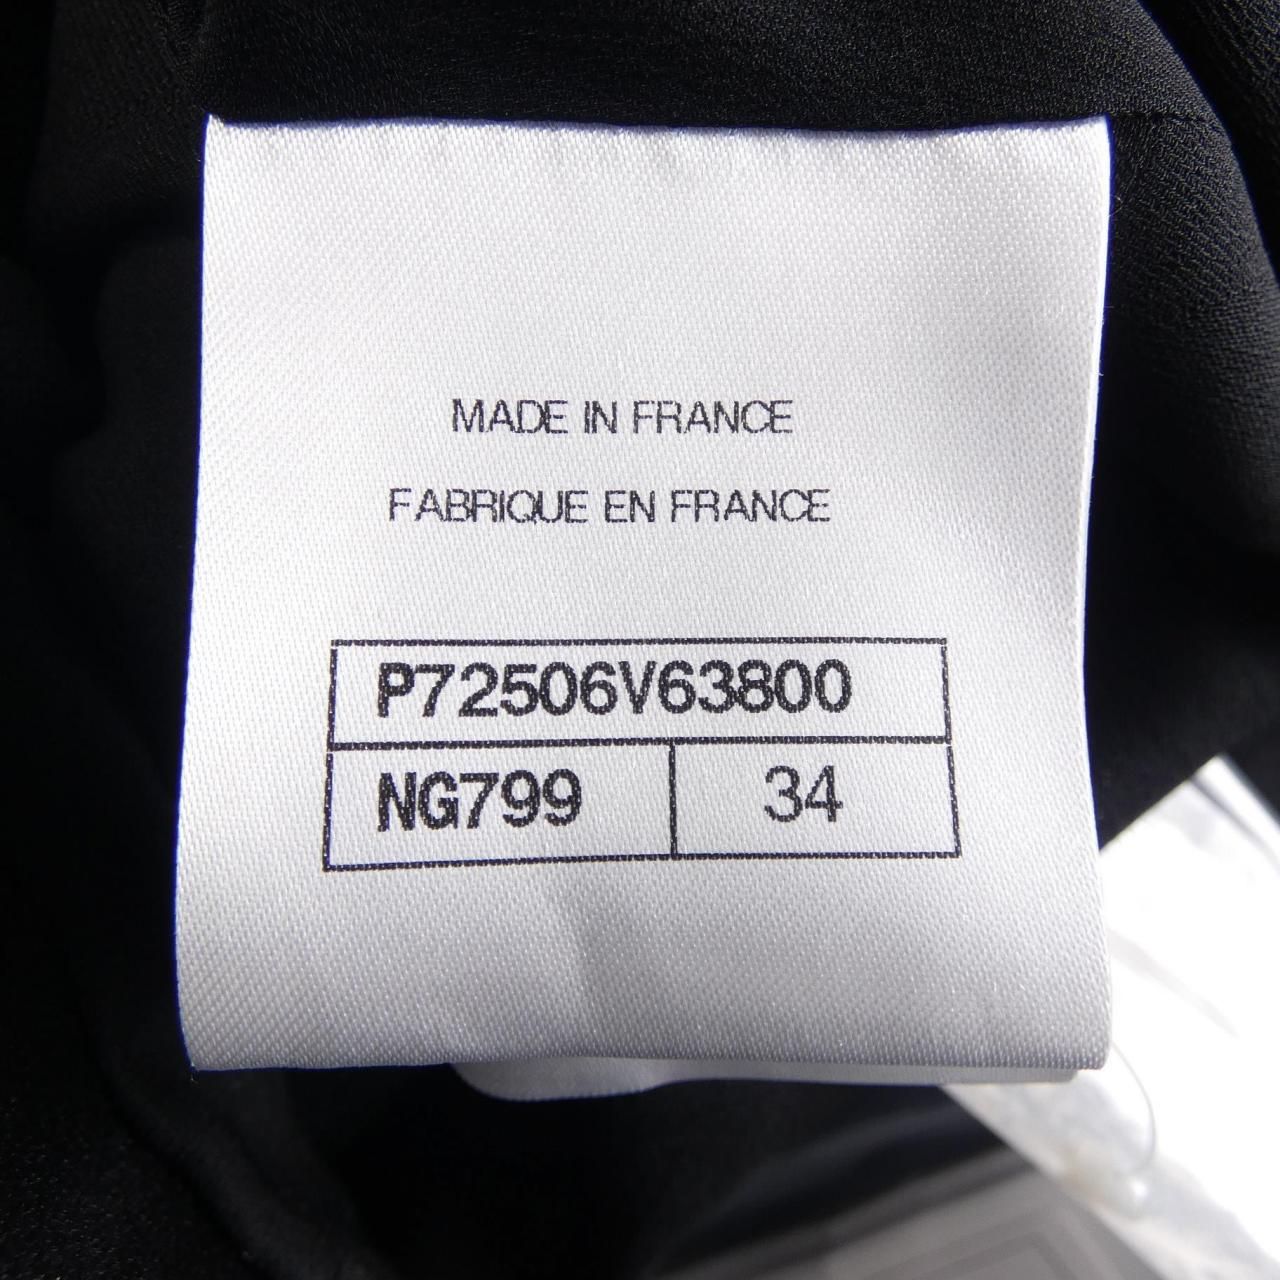 MADE IN FRANCE
FABRIQUE EN FRANCE
P72506V63800
NG799 34